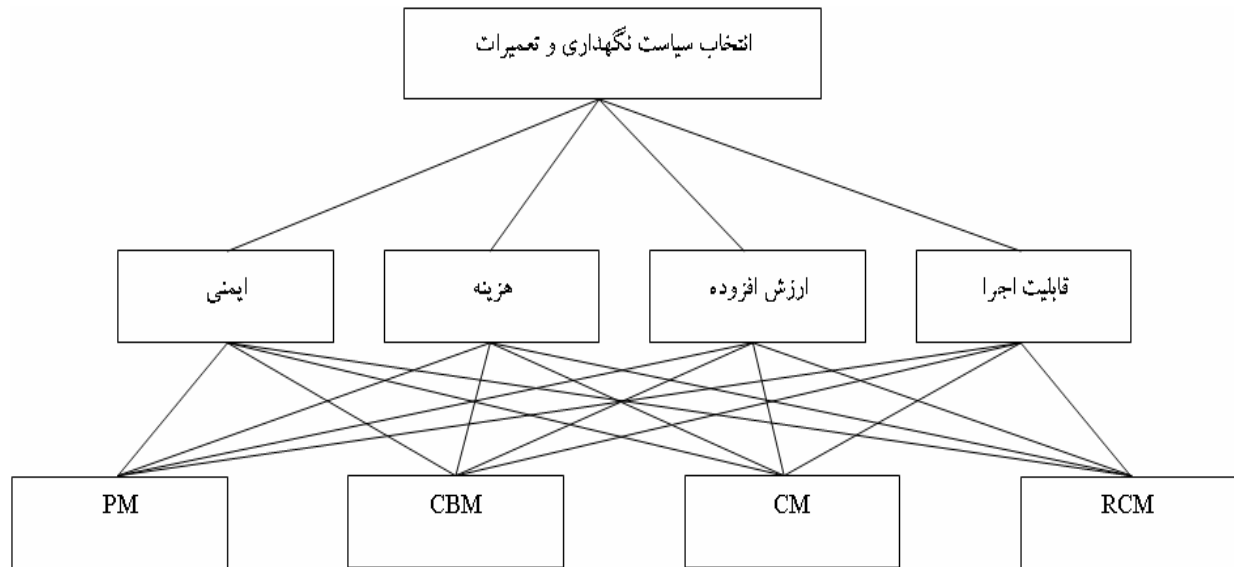 انتخاب سیاست نگهداری و تعمیرات
قابلیت اجرا
ارزش افزوده
هزینه
ایمنی
PM
CBM
CM
RCM